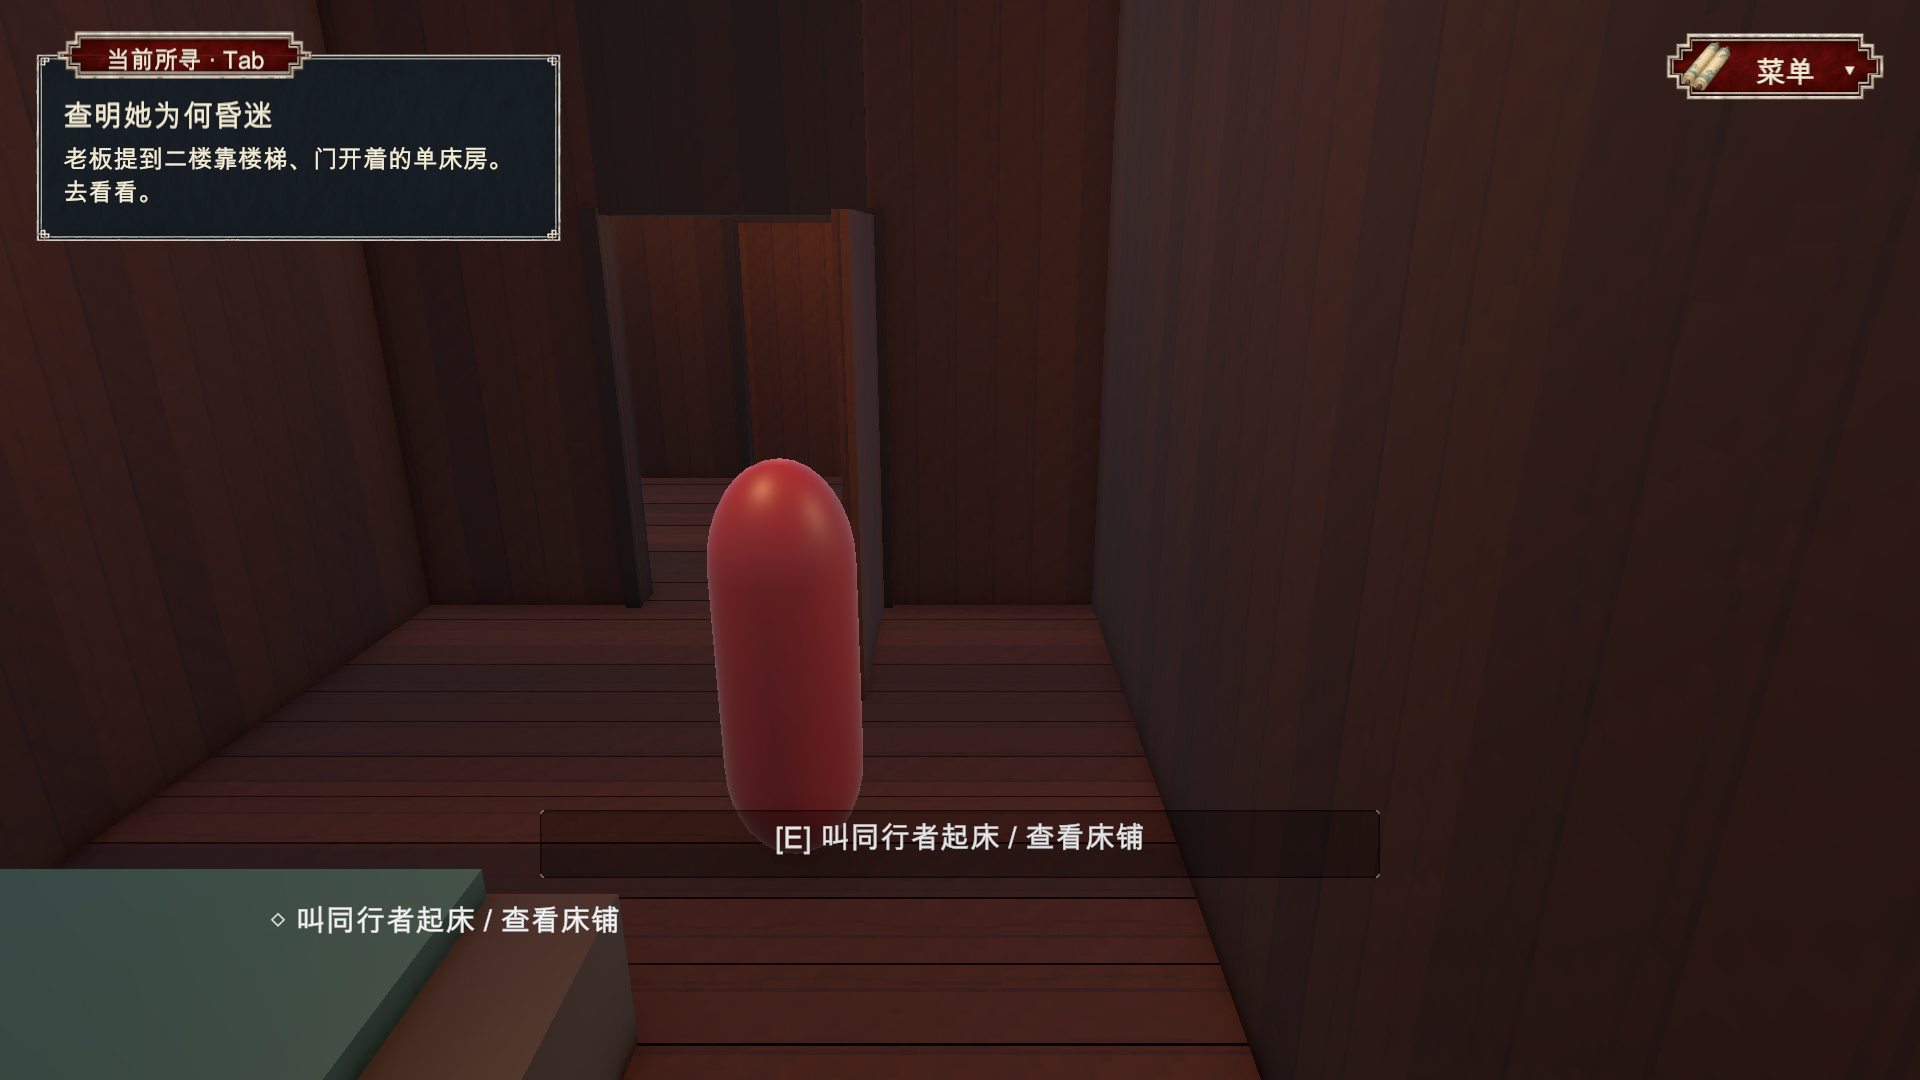 当前所寻 · Tab
菜单
查明她为何昏迷
老板提到二楼靠楼梯、门开着的单床房。
去看看。
[E] 叫同行者起床 / 查看床铺
叫同行者起床 / 查看床铺